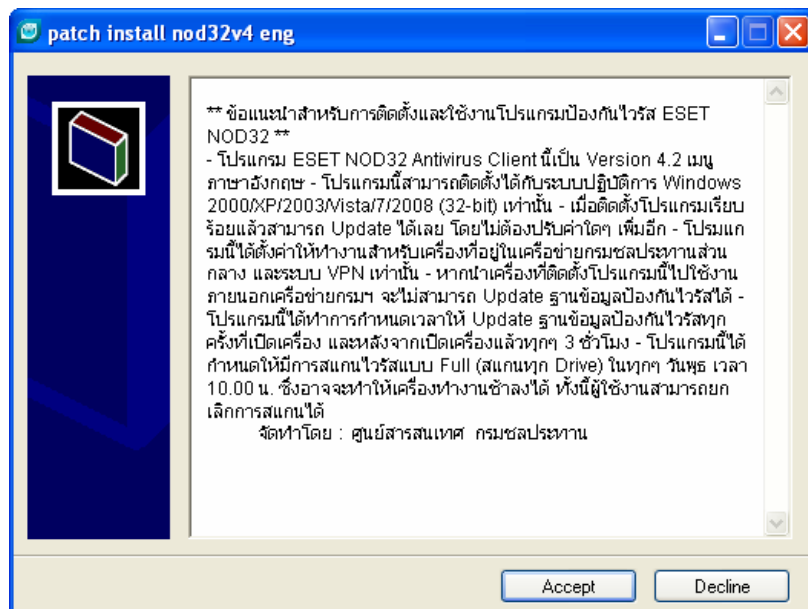 patch install nod32v4 eng
** ข้อแนะนำสำหรับการติดตั้งและใช้งานโปรแกรมป้องกันไวรัส ESET
NOD32 **
- โปรแกรม ESET NOD32 Antivirus Client นี้เป็น Version 4.2 เมนู
ภาษาอังกฤษ - โปรแกรมนี้สามารถติดตั้งได้กับระบบปฏิบัติการ Windows
2000/XP/2003/Vista/7/2008 (32-bit) เท่านั้น - เมื่อติดตั้งโปรแกรมเรียบ
ร้อยแล้วสามารถ Update ได้เลย โดยไม่ต้องปรับค่าใดๆ เพิ่มอีก - โปรมแก
รมนี้ได้ตั้งค่าให้ทำงานสำหรับเครื่องที่อยู่ในเครือข่ายกรมชลประทานส่วน
กลาง และระบบ VPN เท่านั้น - หากนำเครื่องที่ติดตั้งโปรแกรมนี้ไปใช้งาน
ภายนอกเครือข่ายกรมฯ จะไม่สามารถ Update ฐานข้อมูลป้องกันไวรัสได้ -
โปรแกรมนี้ได้ทำการกำหนดเวลาให้ Update ฐานข้อมูลป้องกันไวรัสทุก
ครั้งที่เปิดเครื่อง และหลังจากเปิดเครื่องแล้วทุกๆ 3 ชั่วโมง - โปรแกรมนี้ได้
กำหนดให้มีการสแกนไวรัสแบบ Full (สแกนทุก Drive) ในทุกๆ วันพุธ เวลา
10.00 น. ซึ่งอาจจะทำให้เครื่องทำงานช้าลงได้ ทั้งนี้ผู้ใช้งานสามารถยก
เลิกการสแกนได้
จัดทำโดย : ศูนย์สารสนเทศ กรมชลประทาน
Accept Decline